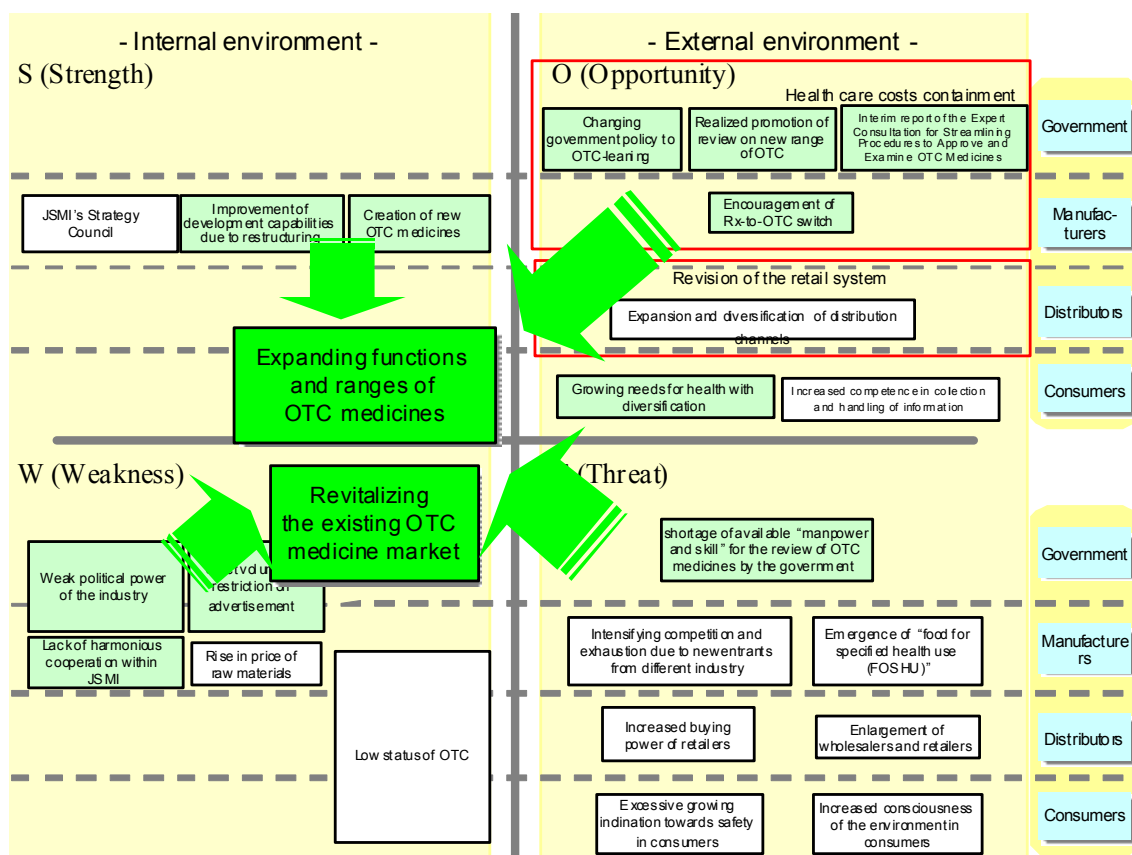 - Internal environment -
- External environment -
S (Strength)
O (Opportunity)
Health care costs containment
Changing
government policy to
OTC-leaning
Realized promotion of
review on new range
of OTC
Interim report of the Expert
Consultation for Streamlining
Procedures to Approve and
Examine OTC Medicines
Government
JSMI's Strategy
Council
Improvement of
development capabilities
due to restructuring
Creation of new
OTC medicines
Encouragement of
Rx-to-OTC switch
Manufac-
turers
Revision of the retail system
Expansion and diversification of distribution
channels
Distributors
Expanding functions
and ranges of
OTC medicines
Growing needs for health with
diversification
Increased competence in collection
and handling of information
Consumers
W (Weakness)
(Threat)
Revitalizing
the existing OTC
medicine market
Weak political power
of the industry
restriction on
advertisement
shortage of available “manpower
and skill” for the review of OTC
medicines by the government
Government
Lack of harmonious
cooperation within
JSMI
Rise in price of
raw materials
Intensifying competition and
exhaustion due to newentrants
from different industry
Emergence of “food for
specified health use
(FOSHU)”
Manufacture
rs
Low status of OTC
Increased buying
power of retailers
Enlargement of
wholesalers and retailers
Distributors
Excessive growing
indination towards safety
in consumers
Increased consciousness
of the environment in
consumers
Consumers